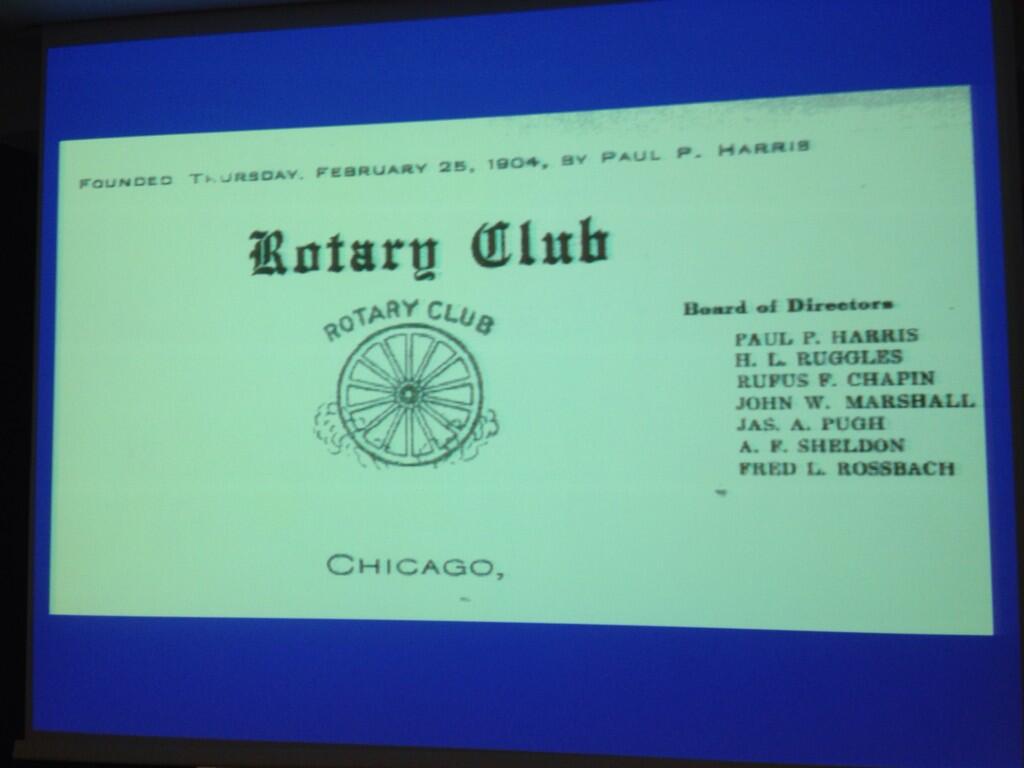 FOUNDED THURSDAY. FEBRUARY 25, 1904, BY PAUL P. HARRIS
Rotary Club
ROTARY CLUB
Board of Directors
PAUL P. HARRIS
H. L. RUGGLES
RUFUS F. CHAPIN
JOHN W. MARSHALL
JAS. A. PUGH
A. F. SHELDON
FRED L. ROSSBACH
CHICAGO,